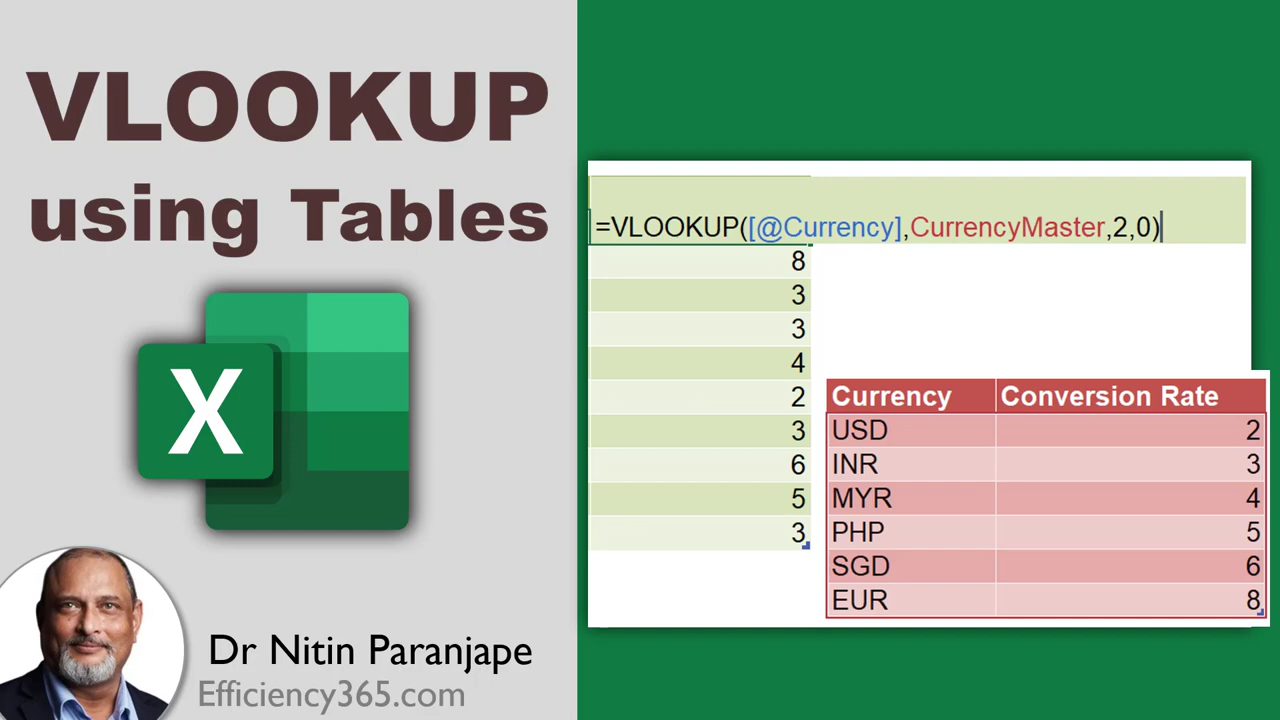 VLOOKUP
using Tables
X
Dr Nitin Paranjape
Efficiency365.com
=VLOOKUP([@Currency],CurrencyMaster,2,0)
8
3
3
4
2
3
6
5
3
Currency Conversion Rate
USD 2
INR 3
MYR 4
PHP 5
SGD 6
EUR 8